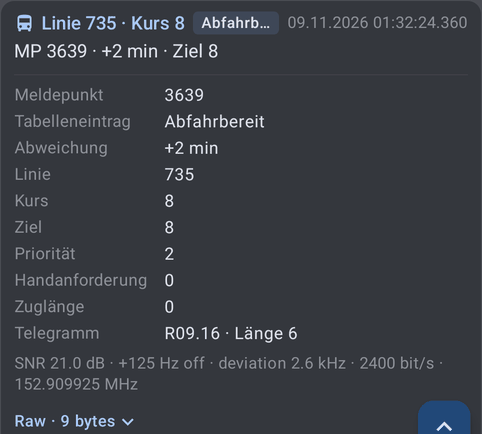 Linie 735 · Kurs 8 Abfahrb... 09.11.2026 01:32:24.360
MP 3639 · +2 min · Ziel 8
Meldepunkt 3639
Tabelleneintrag Abfahrbereit
Abweichung +2 min
Linie 735
Kurs 8
Ziel 8
Priorität 2
Handanforderung 0
Zuglänge 0
Telegramm R09.16 · Länge 6
SNR 21.0 dB · +125 Hz off · deviation 2.6 kHz · 2400 bit/s ·
152.909925 MHz
Raw · 9 bytes